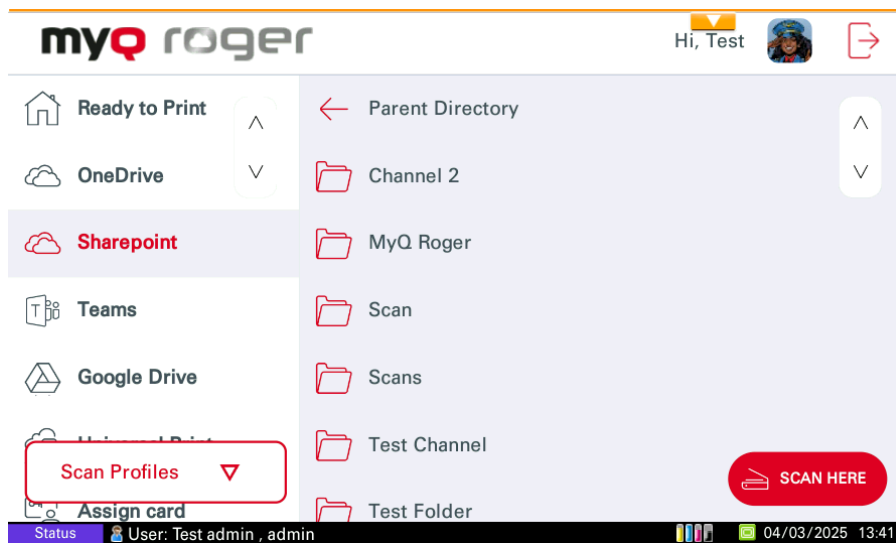 myQ roger
Hi, Test
Ready to Print
OneDrive
Sharepoint
Teams
Google Drive
Universal Print
Scan Profiles
Assign card
Parent Directory
Channel 2
MyQ Roger
Scan
Scans
Test Channel
Test Folder
SCAN HERE
Status
User: Test admin , admin
04/03/2025 13:41